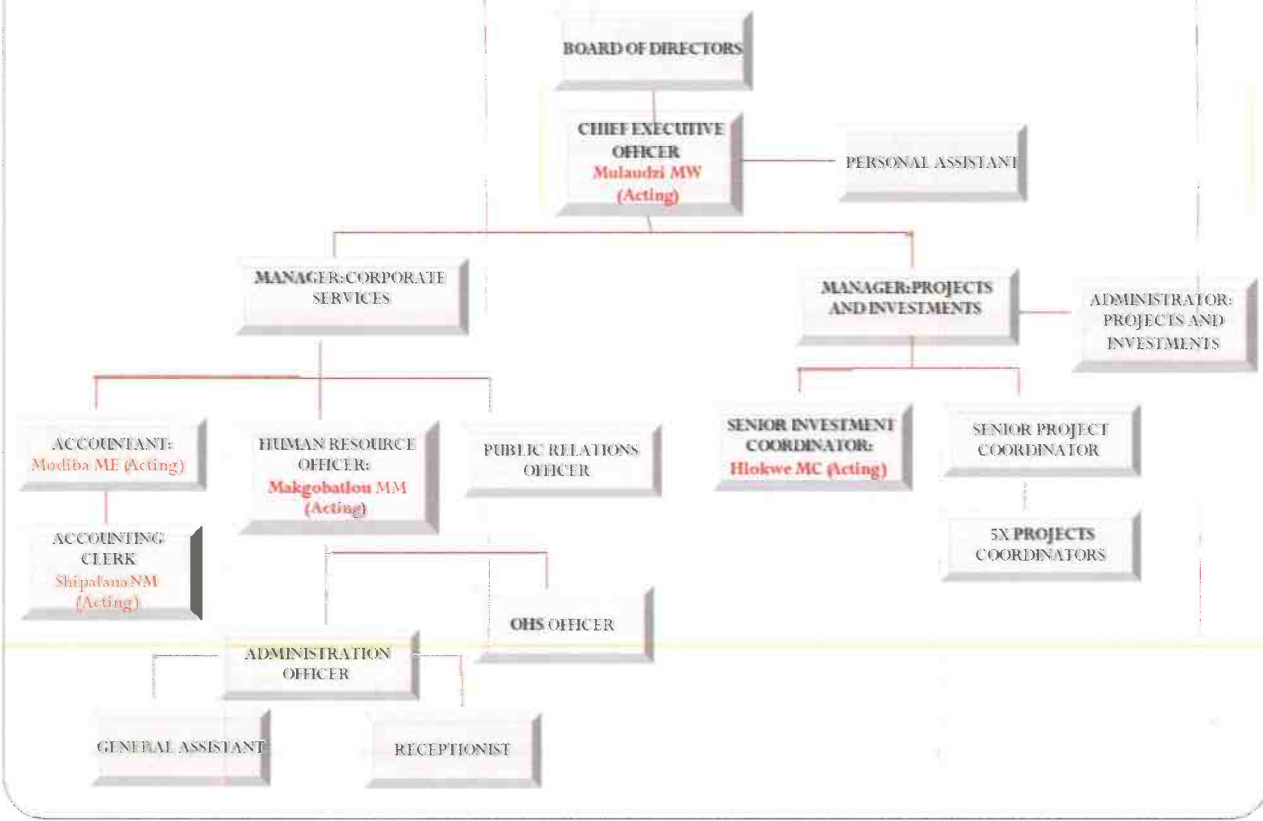 BOARD OF DIRECTORS
CHIEF EXECUTIVE
OFFICER
Mulaudzi MW
(Acting)
PERSONAL ASSISTANT
MANAGER:CORPORATE
SERVICES
MANAGER:PROJECTS
AND INVESTMENTS
ADMINISTRATOR:
PROJECTS AND
INVESTMENTS
ACCOUNTANT:
Modiba ME (Acting)
HUMAN RESOURCE
OFFICER:
Makgobatlou MM
(Acting)
PUBLIC RELATIONS
OFFICER
SENIOR INVESTMENT
COORDINATOR:
Hlokwe MC (Acting)
SENIOR PROJECT
COORDINATOR
ACCOUNTING
CLERK
Shipalana NM
(Acting)
5X PROJECTS
COORDINATORS
OHS OFFICER
ADMINISTRATION
OFFICER
GENERAL ASSISTANT
RECEPTIONIST